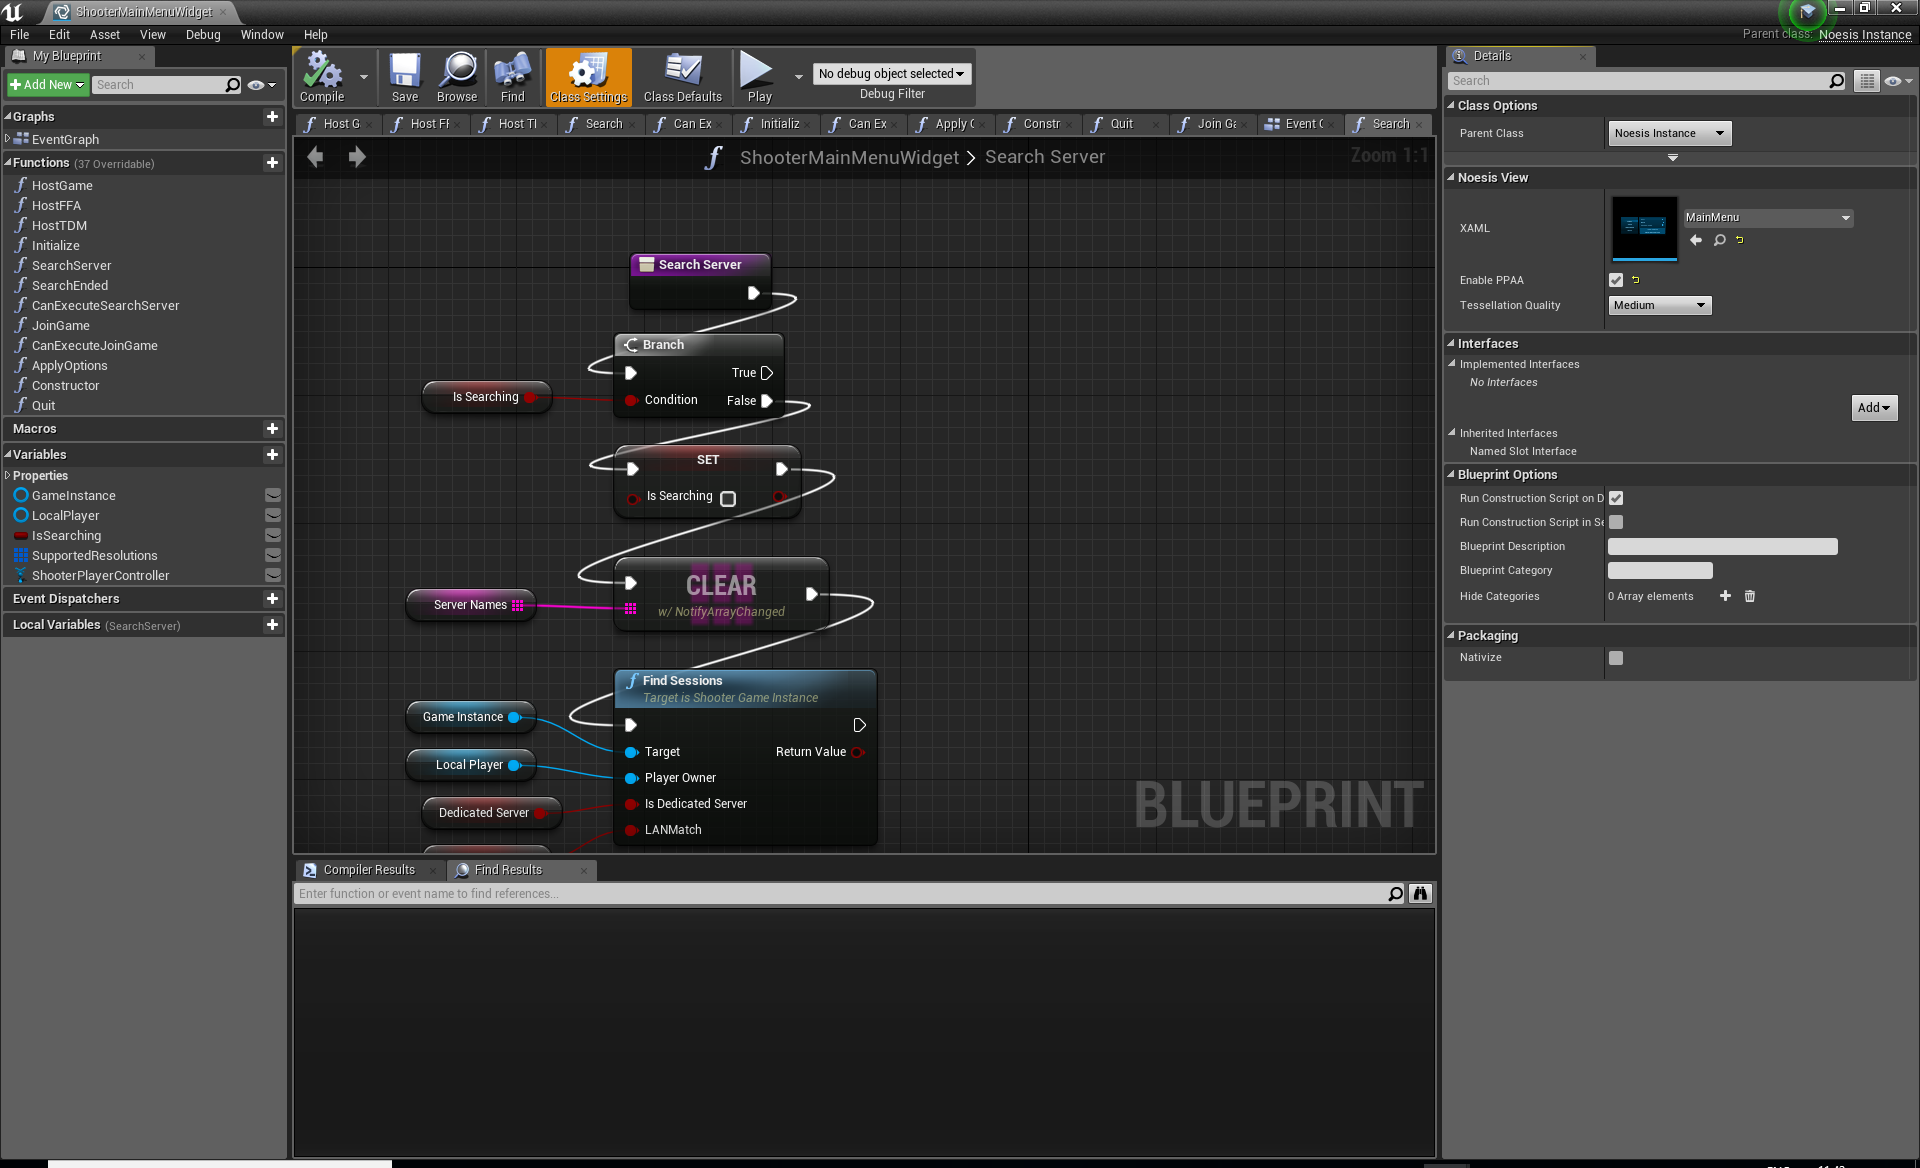 ShooterMainMenuWidget
File Edit Asset View Debug Window Help
Parent class: Noesis Instance
My Blueprint
Add New Search
Graphs
EventGraph
Functions (37 Overridable)
HostGame
HostFFA
HostTDM
Initialize
SearchServer
SearchEnded
CanExecuteSearchServer
JoinGame
CanExecuteJoinGame
ApplyOptions
Constructor
Quit
Macros
Variables
Properties
GameInstance
LocalPlayer
IsSearching
SupportedResolutions
ShooterPlayerController
Event Dispatchers
Local Variables (SearchServer)
Compile Save Browse Find Class Settings Class Defaults Play
No debug object selected
Debug Filter
Host G Host FF Host TI Search Can Ex Initializ Can Ex Apply C Constr Quit Join Ga Event G Search
ShooterMainMenuWidget > Search Server
Zoom 1:1
Search Server
Branch
True
Is Searching
Condition False
SET
Is Searching
CLEAR
w/ NotifyArrayChanged
Server Names
Find Sessions
Target is Shooter Game Instance
Game Instance
Target Return Value
Local Player
Player Owner
Is Dedicated Server
Dedicated Server
LANMatch
BLUEPRINT
Compiler Results Find Results
Enter function or event name to find references...
Details
Search
Class Options
Parent Class Noesis Instance
Noesis View
XAML MainMenu
Enable PPAA
Tessellation Quality Medium
Interfaces
Implemented Interfaces
No Interfaces
Add
Inherited Interfaces
Named Slot Interface
Blueprint Options
Run Construction Script on D
Run Construction Script in Se
Blueprint Description
Blueprint Category
Hide Categories 0 Array elements
Packaging
Nativize